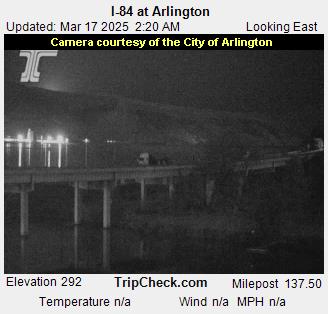 I-84 at Arlington
Updated: Mar 17 2025 2:20 AM Looking East
Camera courtesy of the City of Arlington
Elevation 292 TripCheck.com Milepost 137.50
Temperature n/a Wind n/a MPH n/a